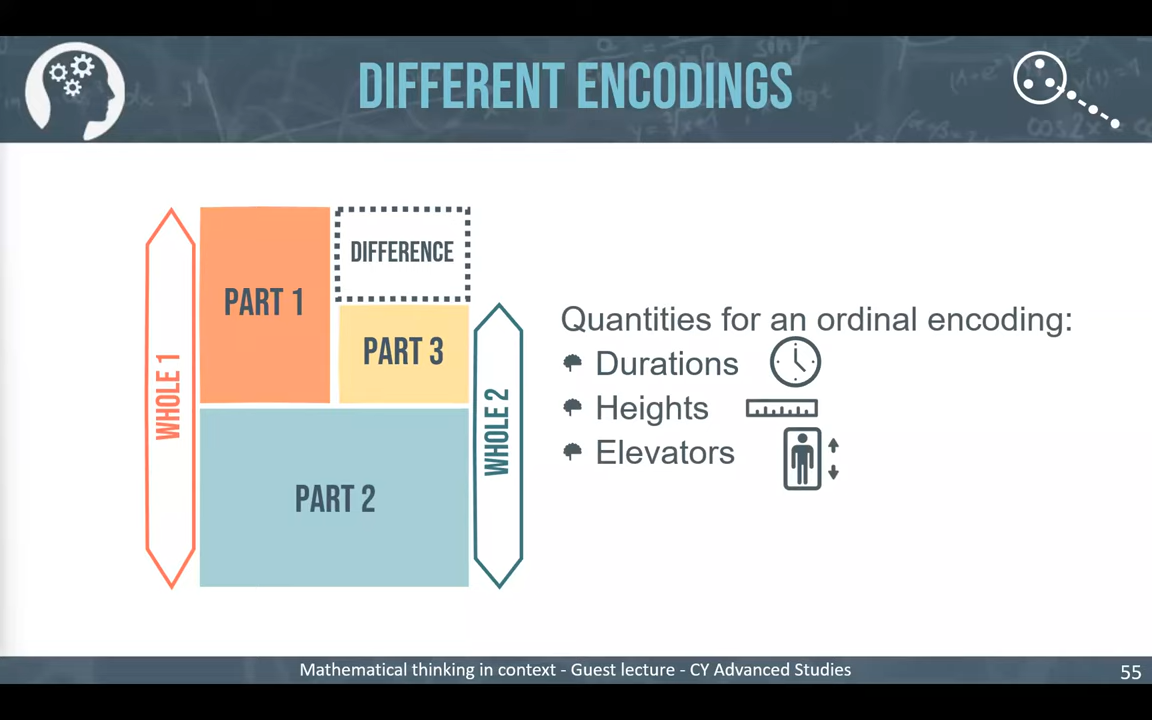 DIFFERENT ENCODINGS
DIFFERENCE
PART 1
PART 3
WHOLE 1
WHOLE 2
PART 2
Quantities for an ordinal encoding:
Durations
Heights
Elevators
Mathematical thinking in context - Guest lecture - CY Advanced Studies
55